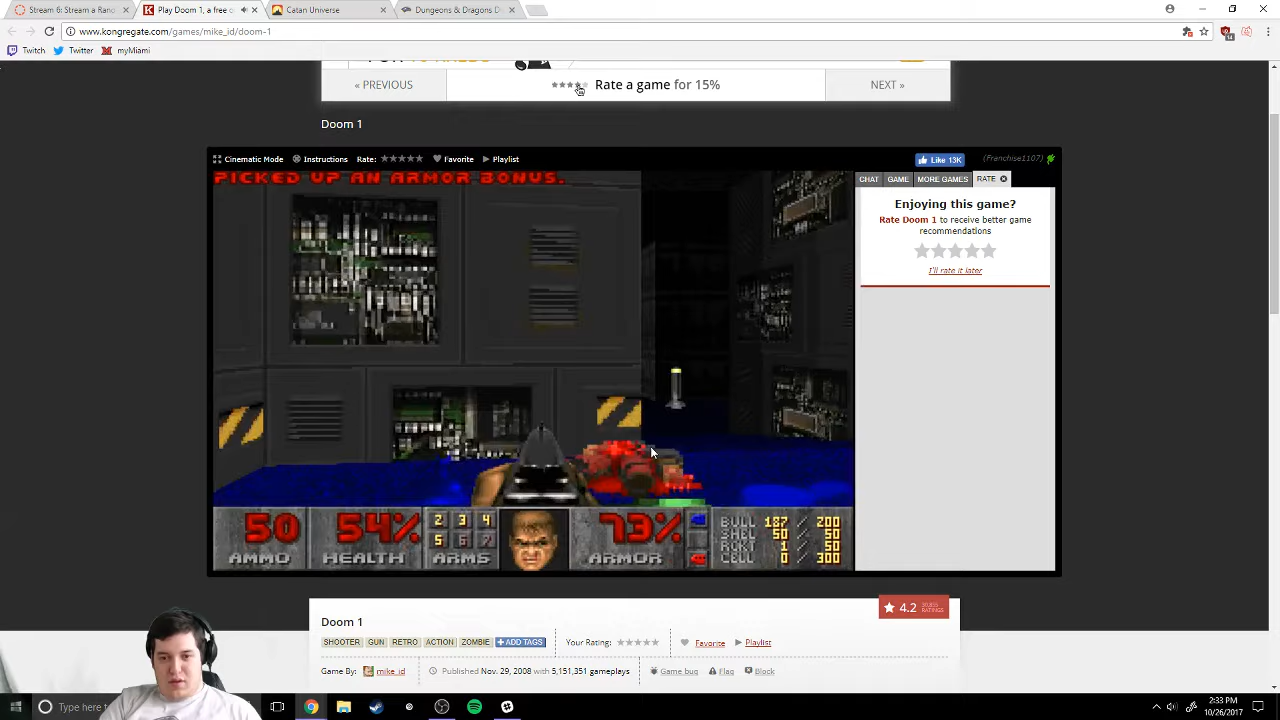 Stream 6: Stream a Rand
Play Doom 1, a free o
Catan Universe
Dungeons & Dragons D
www.kongregate.com/games/mike_id/doom-1
Twitch
Twitter
myMiami
« PREVIOUS
Rate a game for 15%
NEXT »
Doom 1
Cinematic Mode
Instructions
Rate:
Favorite
Playlist
Like 13K
(Franchise1107)
PICKED UP AN ARMOR BONUS.
CHAT
GAME
MORE GAMES
RATE
Enjoying this game?
Rate Doom 1 to receive better game
recommendations
I'll rate it later
50
AMMO
54%
HEALTH
2 3 4
5 6 7
ARMS
73%
ARMOR
BULL 187 / 200
SHEL 50 / 50
RCKT 1 / 50
CELL 0 / 300
Doom 1
4.2
RATINGS
SHOOTER
GUN
RETRO
ACTION
ZOMBIE
+ ADD TAGS
Your Rating:
Favorite
Playlist
Game By:
mike_id
Published Nov. 29, 2008 with 5,151,351 gameplays
Game bug
Flag
Block
Type here to
2:33 PM
10/26/2017